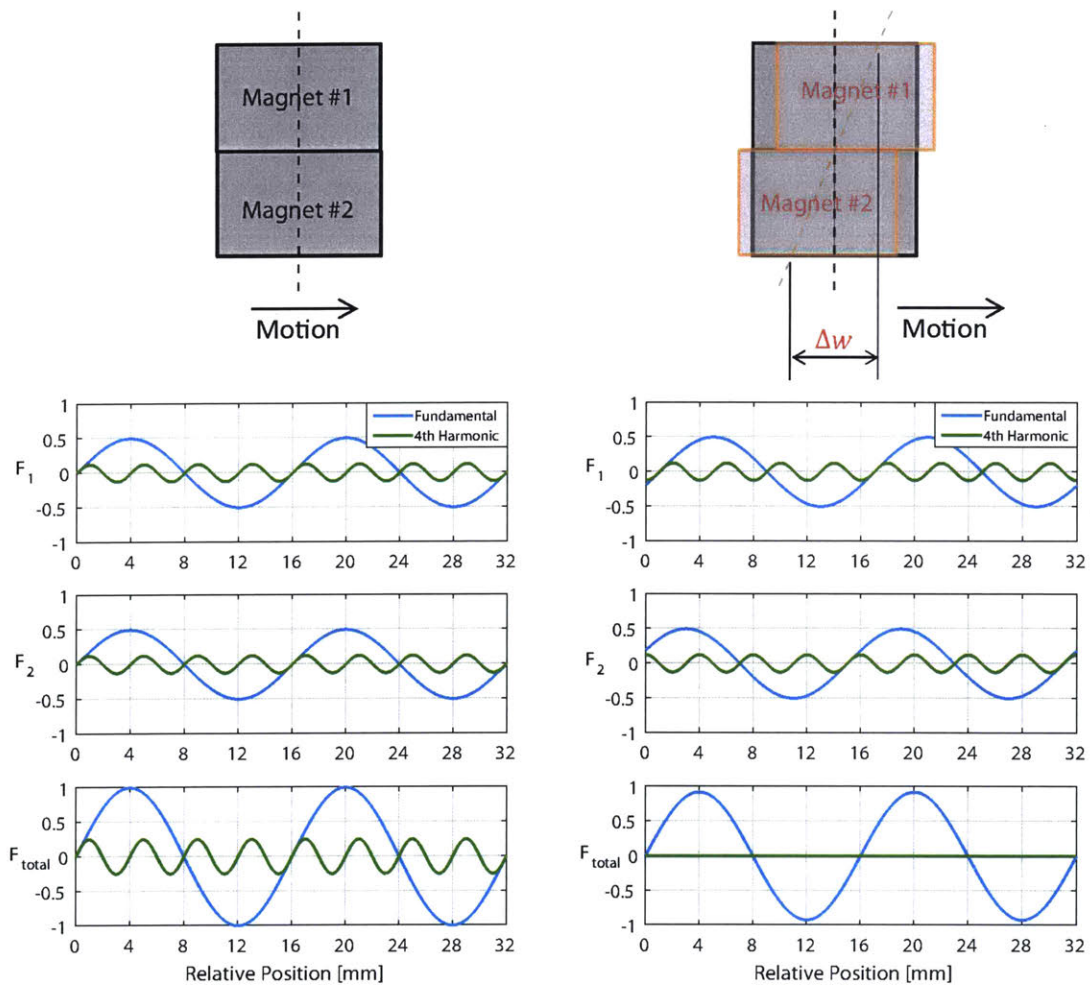 Magnet #1
Magnet #2
Motion
Magnet #1
Magnet #2
Δw
Motion
1
0.5
F1 0
-0.5
-1
Fundamental
4th Harmonic
0 4 8 12 16 20 24 28 32
1
0.5
F1 0
-0.5
-1
Fundamental
4th Harmonic
0 4 8 12 16 20 24 28 32
1
0.5
F2 0
-0.5
-1
0 4 8 12 16 20 24 28 32
1
0.5
F2 0
-0.5
-1
0 4 8 12 16 20 24 28 32
1
0.5
Ftotal 0
-0.5
-1
0 4 8 12 16 20 24 28 32
Relative Position [mm]
1
0.5
Ftotal 0
-0.5
-1
0 4 8 12 16 20 24 28 32
Relative Position [mm]